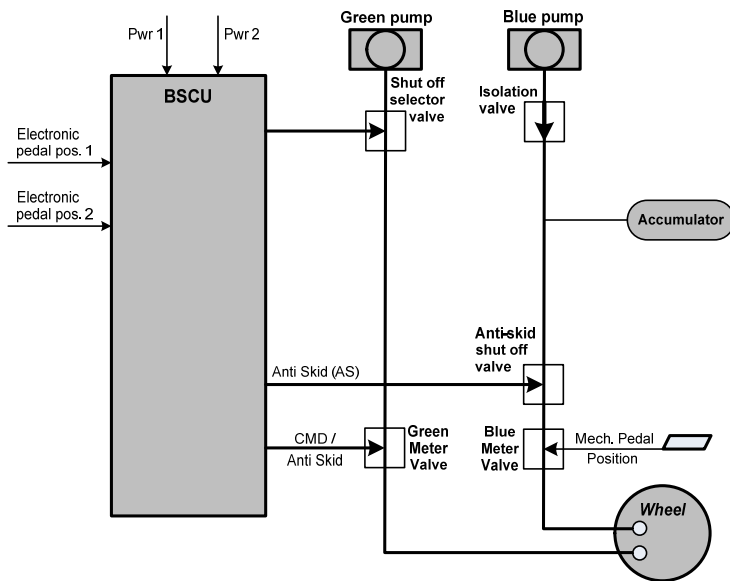 Green pump
Blue pump
Pwr 1
Pwr 2
BSCU
Shut off
selector
valve
Isolation
valve
Electronic
pedal pos. 1
Electronic
pedal pos. 2
Accumulator
Anti-skid
shut off
valve
Anti Skid (AS)
CMD /
Anti Skid
Green
Meter
Valve
Blue
Meter
Valve
Mech. Pedal
Position
Wheel